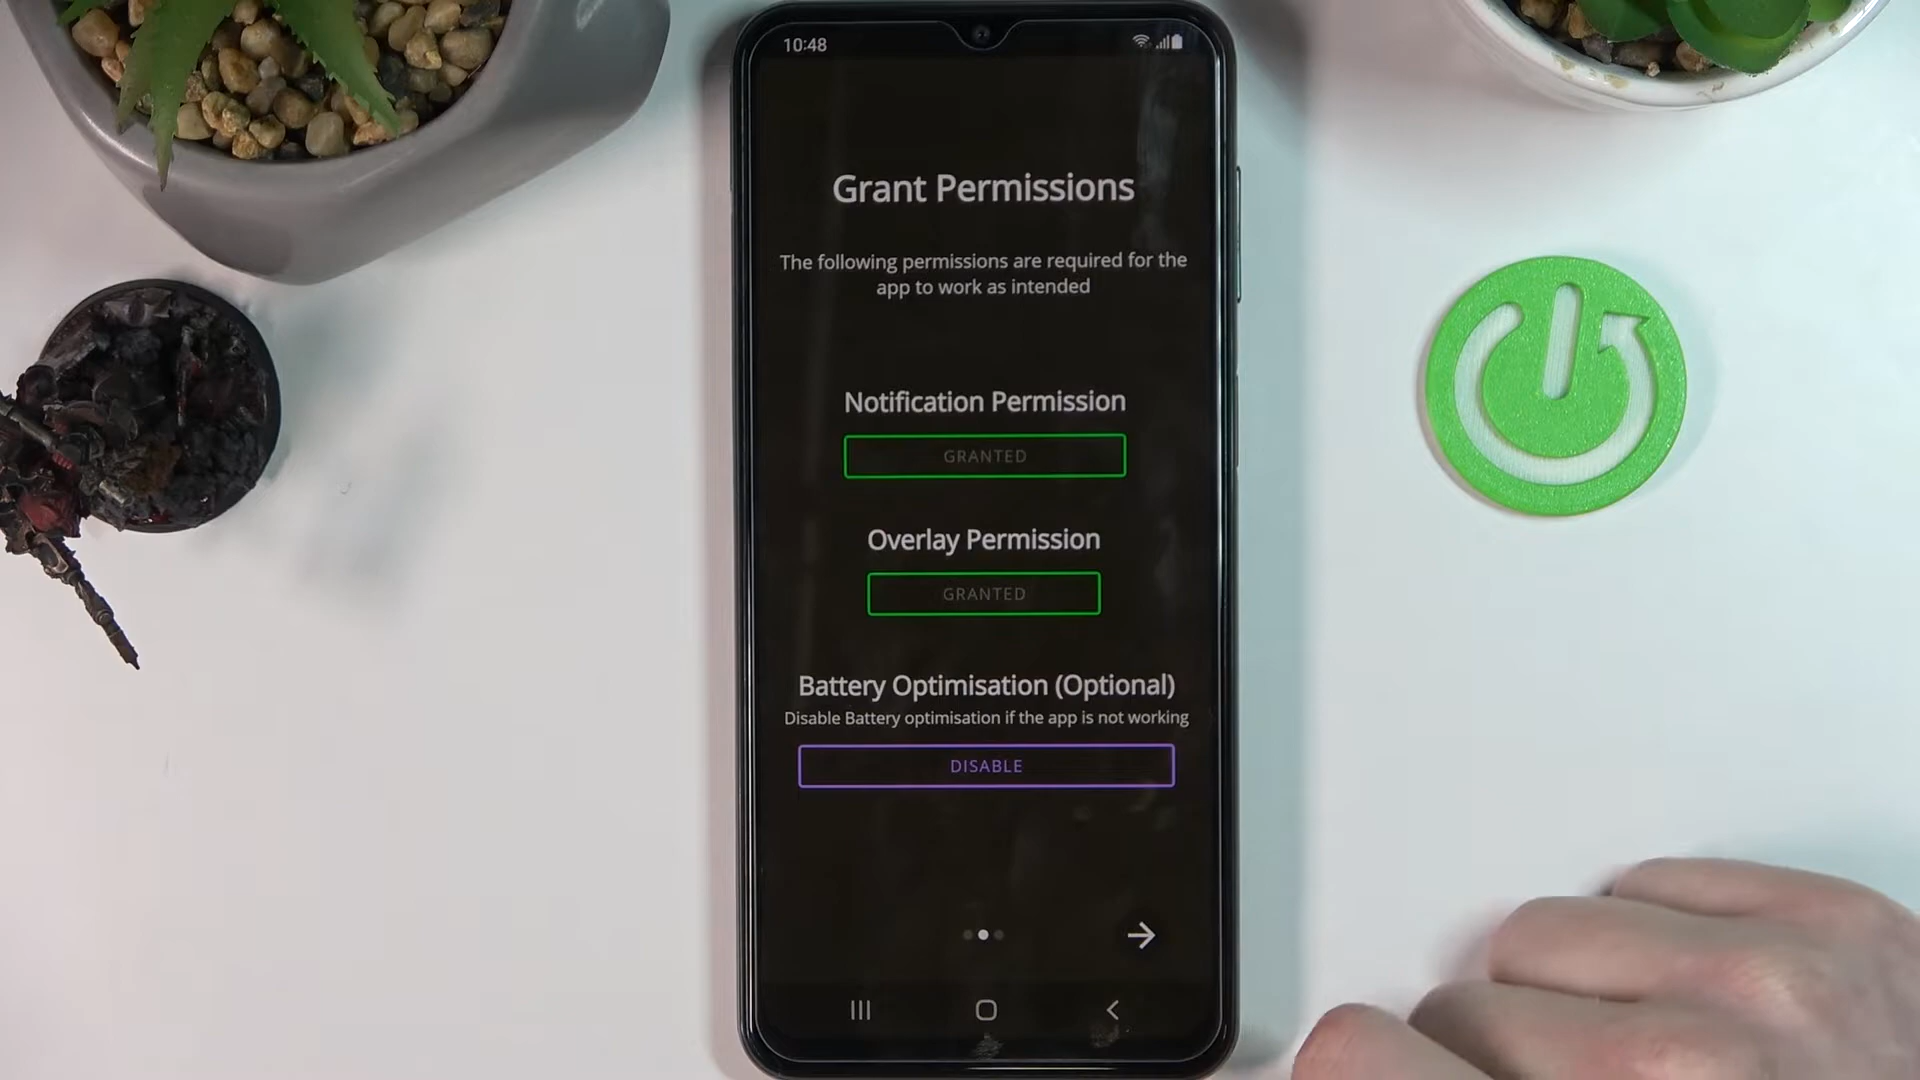 10:48
Grant Permissions
The following permissions are required for the
app to work as intended
Notification Permission
GRANTED
Overlay Permission
GRANTED
Battery Optimisation (Optional)
Disable Battery optimisation if the app is not working
DISABLE